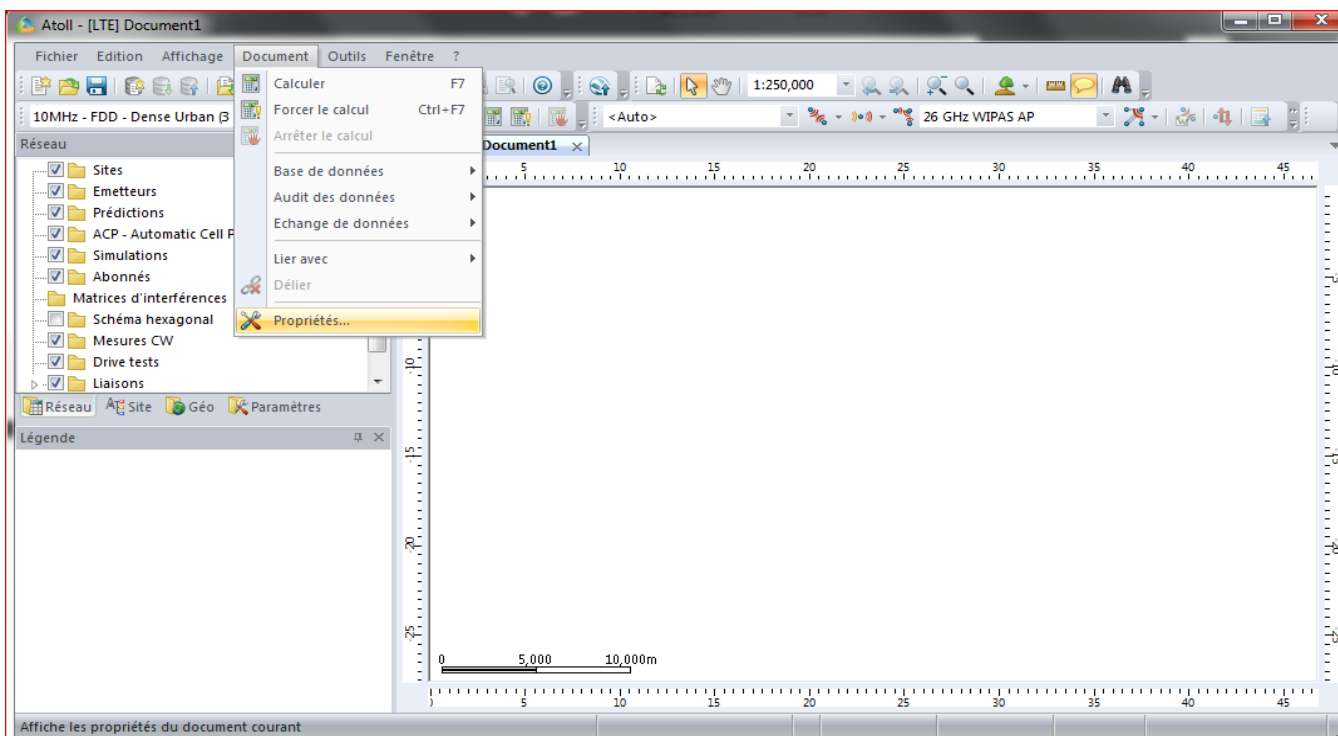 Atoll - [LTE] Document1
Fichier Edition Affichage Document Outils Fenêtre ?
1:250,000
10MHz - FDD - Dense Urban (3
<Auto>
26 GHz WIPAS AP
Calculer F7
Forcer le calcul Ctrl+F7
Arrêter le calcul
Base de données
Audit des données
Echange de données
Lier avec
Délier
Propriétés...
Réseau
Sites
Emetteurs
Prédictions
ACP - Automatic Cell P
Simulations
Abonnés
Matrices d'interférences
Schéma hexagonal
Mesures CW
Drive tests
Liaisons
Réseau Site Géo Paramètres
Légende
Document1
5 10 15 20 25 30 35 40 45
-10
-15
-20
-25
0 5,000 10,000m
5 10 15 20 25 30 35 40 45
Affiche les propriétés du document courant